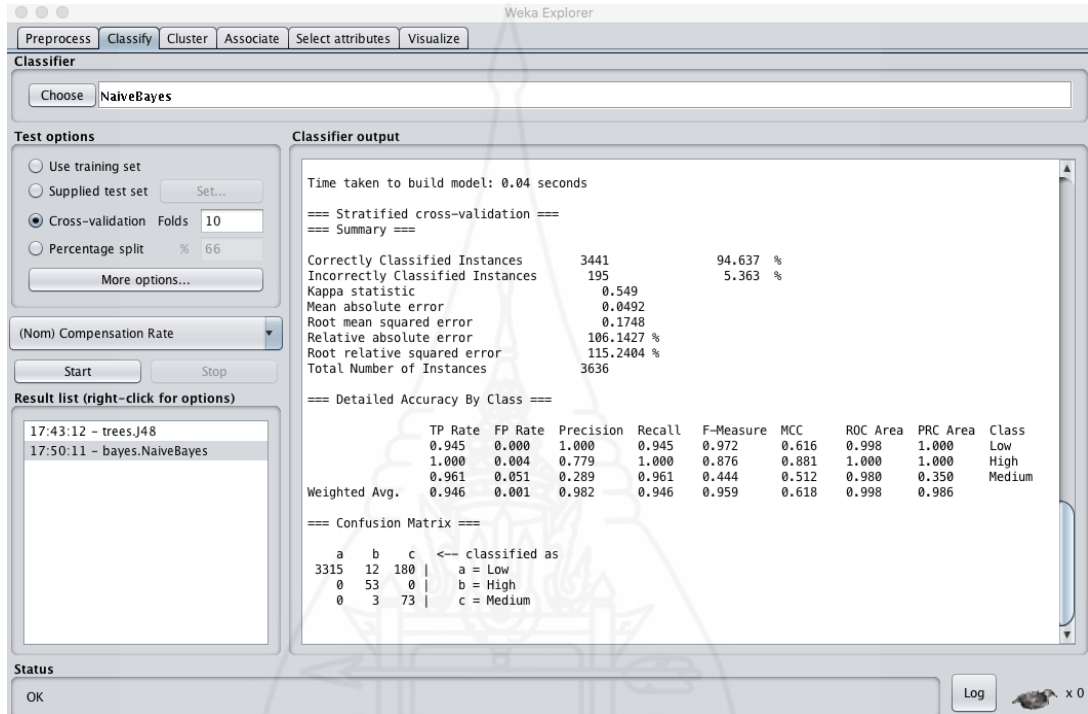 Weka Explorer
Preprocess Classify Cluster Associate Select attributes Visualize
Classifier
Choose NaiveBayes
Test options
Use training set
Supplied test set Set...
Cross-validation Folds 10
Percentage split % 66
More options...
(Nom) Compensation Rate
Start Stop
Result list (right-click for options)
17:43:12 - trees.J48
17:50:11 - bayes.NaiveBayes
Classifier output
Time taken to build model: 0.04 seconds
=== Stratified cross-validation ===
=== Summary ===
Correctly Classified Instances 3441 94.637 %
Incorrectly Classified Instances 195 5.363 %
Kappa statistic 0.549
Mean absolute error 0.0492
Root mean squared error 0.1748
Relative absolute error 106.1427 %
Root relative squared error 115.2404 %
Total Number of Instances 3636
=== Detailed Accuracy By Class ===
TP Rate FP Rate Precision Recall F-Measure MCC ROC Area PRC Area Class
0.945 0.000 1.000 0.945 0.972 0.616 0.998 1.000 Low
1.000 0.004 0.779 1.000 0.876 0.881 1.000 1.000 High
0.961 0.051 0.289 0.961 0.444 0.512 0.980 0.350 Medium
Weighted Avg. 0.946 0.001 0.982 0.946 0.959 0.618 0.998 0.986
=== Confusion Matrix ===
a b c <-- classified as
3315 12 180 | a = Low
0 53 0 | b = High
0 3 73 | c = Medium
Status
OK
Log
x 0